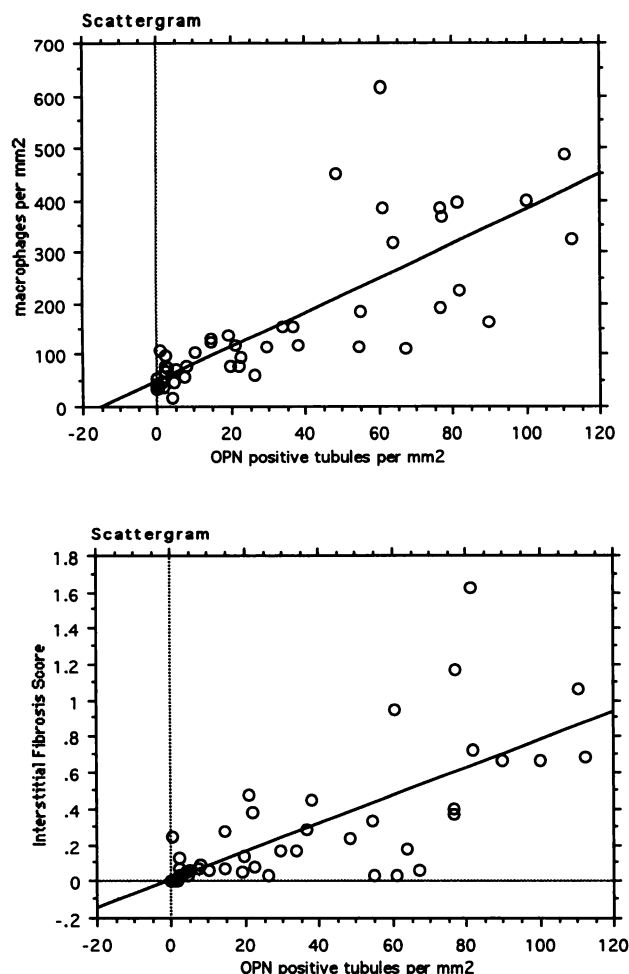 Scattergram
700
600
500
400
300
200
100
0
macrophages per mm2
-20 0 20 40 60 80 100 120
OPN positive tubules per mm2
Scattergram
1.8
1.6
1.4
1.2
1
.8
.6
.4
.2
0
-.2
Interstitial Fibrosis Score
-20 0 20 40 60 80 100 120
OPN positive tubules per mm2